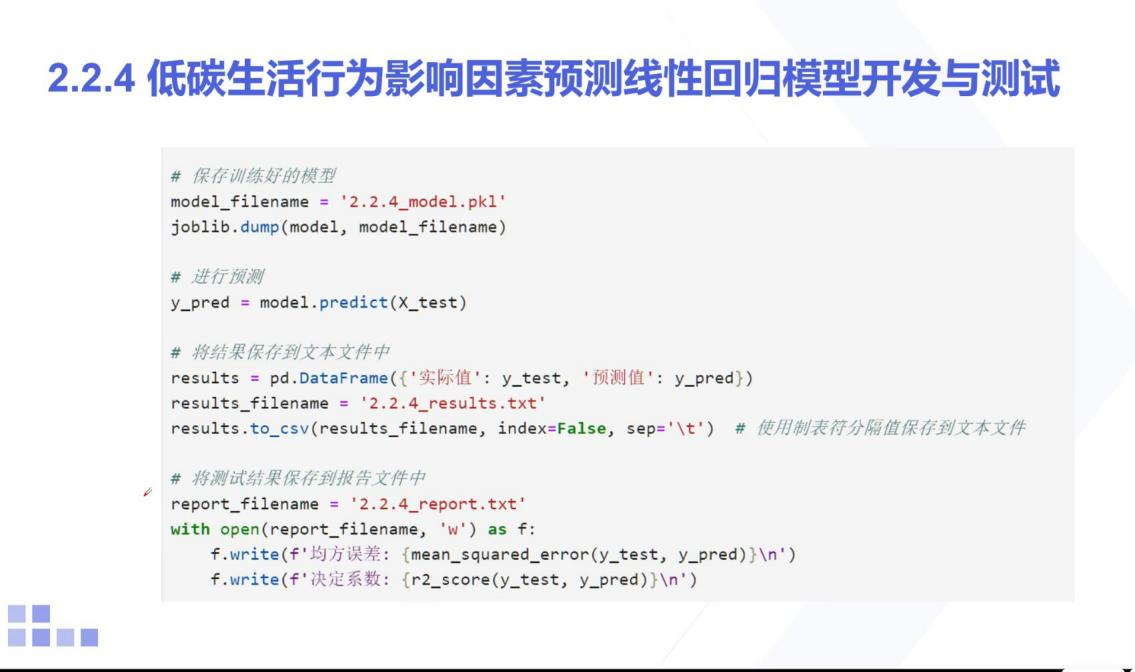 2.2.4 低碳生活行为影响因素预测线性回归模型开发与测试
# 保存训练好的模型
model_filename = '2.2.4_model.pkl'
joblib.dump(model, model_filename)
# 进行预测
y_pred = model.predict(X_test)
# 将结果保存到文本文件中
results = pd.DataFrame({'实际值': y_test, '预测值': y_pred})
results_filename = '2.2.4_results.txt'
results.to_csv(results_filename, index=False, sep='\t')  # 使用制表符分隔值保存到文本文件
# 将测试结果保存到报告文件中
report_filename = '2.2.4_report.txt'
with open(report_filename, 'w') as f:
    f.write(f'均方误差: {mean_squared_error(y_test, y_pred)}\n')
    f.write(f'决定系数: {r2_score(y_test, y_pred)}\n')